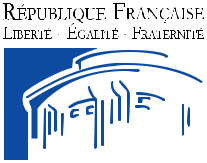 RÉPUBLIQUE FRANÇAISE
LIBERTÉ · ÉGALITÉ · FRATERNITÉ